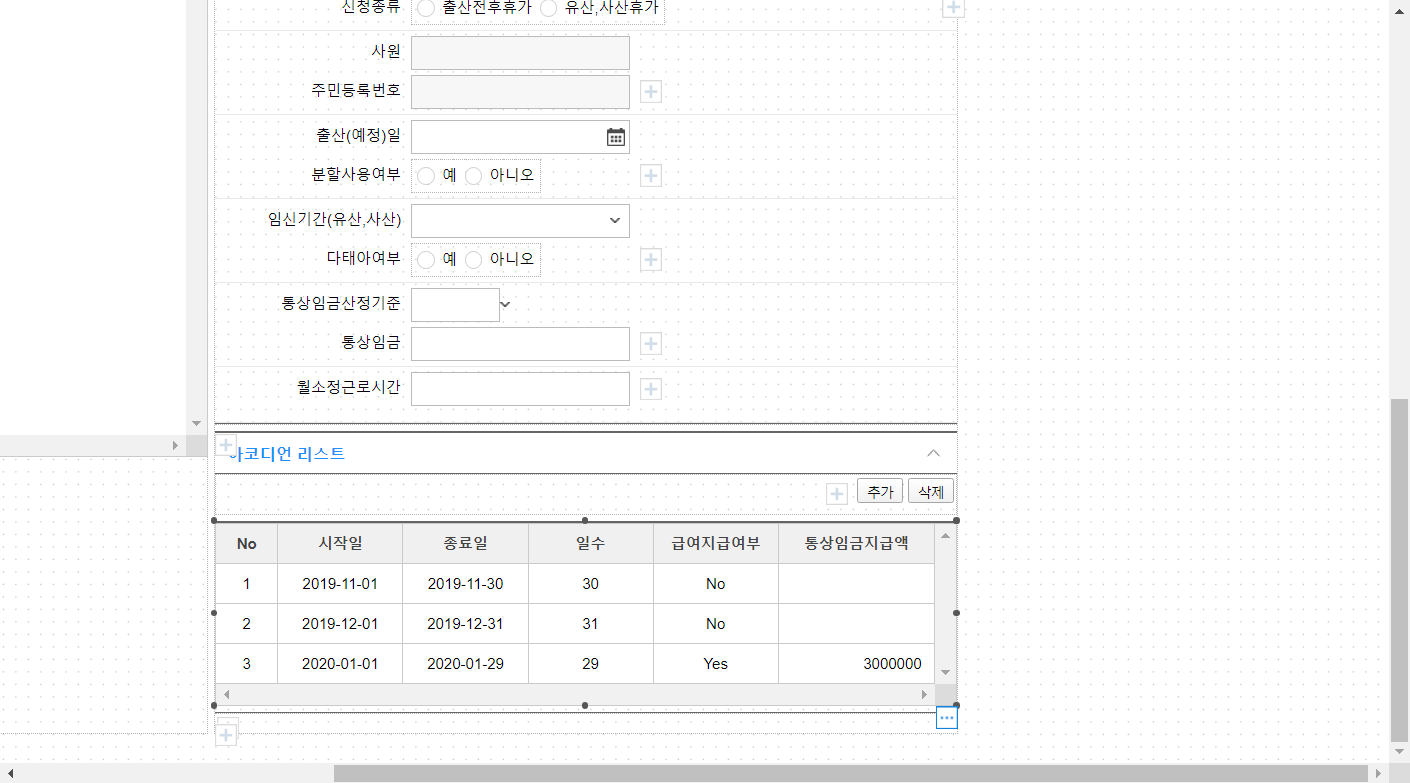 신청종류 출산전후휴가 유산,사산휴가
사원
주민등록번호
출산(예정)일
분할사용여부 예 아니오
임신기간(유산,사산)
다태아여부 예 아니오
통상임금산정기준
통상임금
월소정근로시간
아코디언 리스트
추가 삭제
No 시작일 종료일 일수 급여지급여부 통상임금지급액
1 2019-11-01 2019-11-30 30 No
2 2019-12-01 2019-12-31 31 No
3 2020-01-01 2020-01-29 29 Yes 3000000